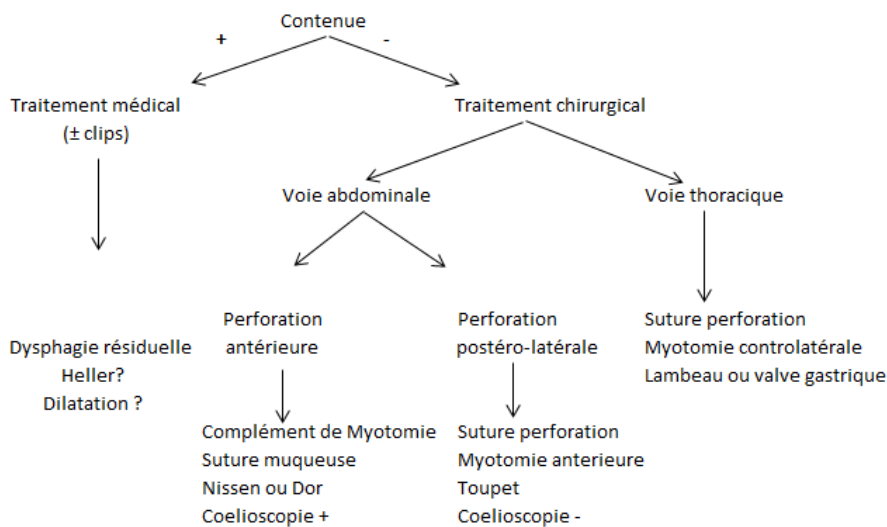 Contenue
+
-
Traitement médical
(± clips)
Traitement chirurgical
Voie abdominale
Voie thoracique
Dysphagie résiduelle
Heller?
Dilatation ?
Perforation
antérieure
Perforation
postéro-latérale
Suture perforation
Myotomie controlatérale
Lambeau ou valve gastrique
Complément de Myotomie
Suture muqueuse
Nissen ou Dor
Coelioscopie +
Suture perforation
Myotomie anterieure
Toupet
Coelioscopie -